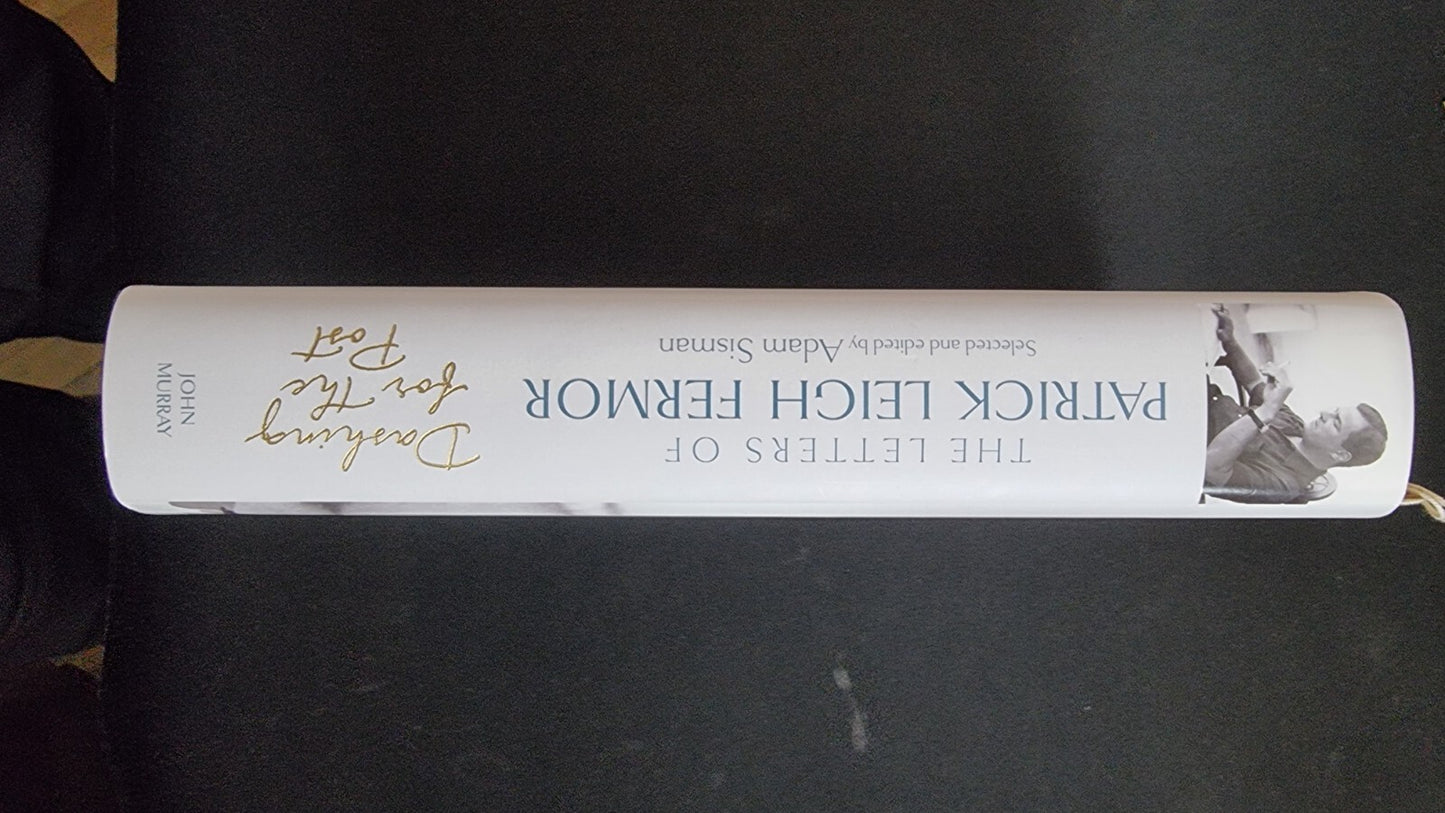 THE LETTERS OF
PATRICK LEIGH FERMOR
Selected and edited by Adam Sisman
Dashing
for the
Post
JOHN
MURRAY